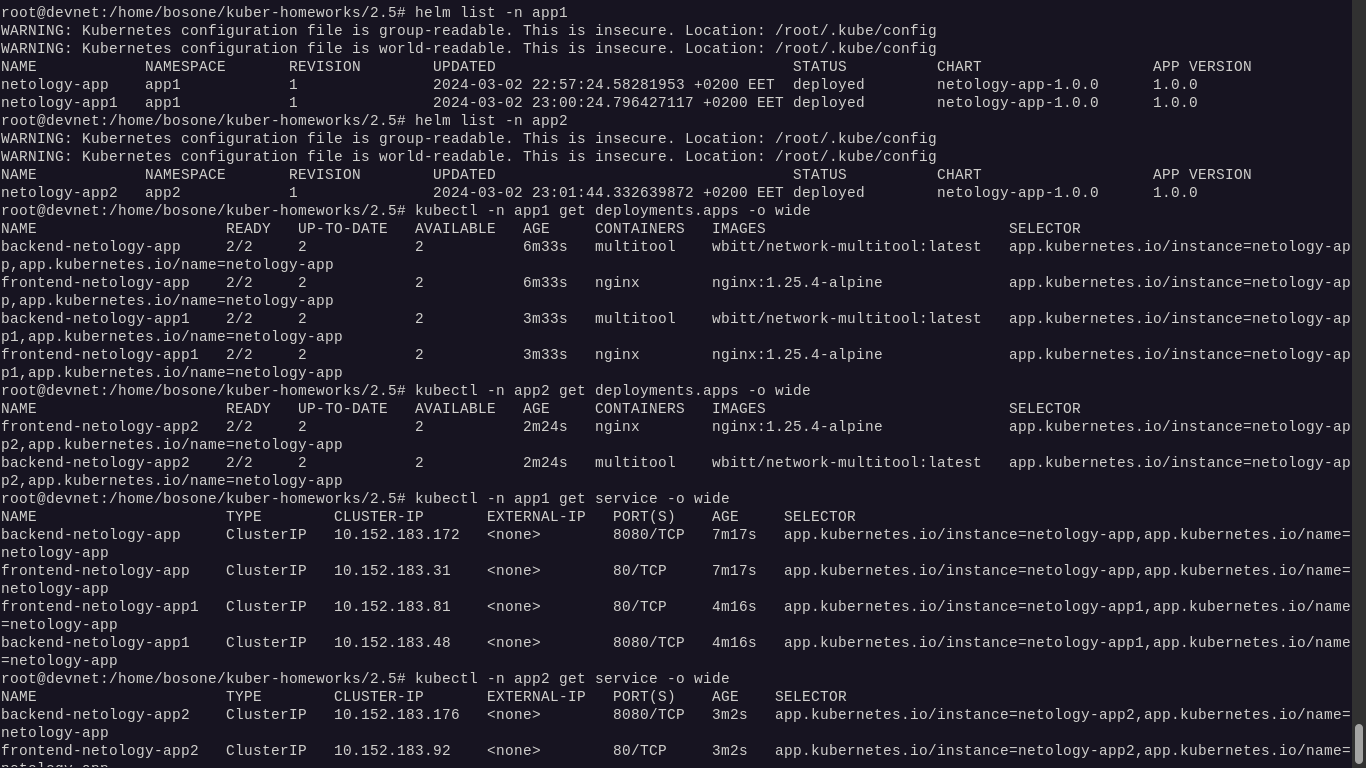 root@devnet:/home/bosone/kuber-homeworks/2.5# helm list -n app1
WARNING: Kubernetes configuration file is group-readable. This is insecure. Location: /root/.kube/config
WARNING: Kubernetes configuration file is world-readable. This is insecure. Location: /root/.kube/config
NAME            NAMESPACE       REVISION        UPDATED                                 STATUS          CHART                   APP VERSION
netology-app    app1            1               2024-03-02 22:57:24.58281953 +0200 EET  deployed        netology-app-1.0.0      1.0.0
netology-app1   app1            1               2024-03-02 23:00:24.796427117 +0200 EET deployed        netology-app-1.0.0      1.0.0
root@devnet:/home/bosone/kuber-homeworks/2.5# helm list -n app2
WARNING: Kubernetes configuration file is group-readable. This is insecure. Location: /root/.kube/config
WARNING: Kubernetes configuration file is world-readable. This is insecure. Location: /root/.kube/config
NAME            NAMESPACE       REVISION        UPDATED                                 STATUS          CHART                   APP VERSION
netology-app2   app2            1               2024-03-02 23:01:44.332639872 +0200 EET deployed        netology-app-1.0.0      1.0.0
root@devnet:/home/bosone/kuber-homeworks/2.5# kubectl -n app1 get deployments.apps -o wide
NAME                     READY   UP-TO-DATE   AVAILABLE   AGE     CONTAINERS   IMAGES                           SELECTOR
backend-netology-app     2/2     2            2           6m33s   multitool    wbitt/network-multitool:latest   app.kubernetes.io/instance=netology-ap
p,app.kubernetes.io/name=netology-app
frontend-netology-app    2/2     2            2           6m33s   nginx        nginx:1.25.4-alpine              app.kubernetes.io/instance=netology-ap
p,app.kubernetes.io/name=netology-app
backend-netology-app1    2/2     2            2           3m33s   multitool    wbitt/network-multitool:latest   app.kubernetes.io/instance=netology-ap
p1,app.kubernetes.io/name=netology-app
frontend-netology-app1   2/2     2            2           3m33s   nginx        nginx:1.25.4-alpine              app.kubernetes.io/instance=netology-ap
p1,app.kubernetes.io/name=netology-app
root@devnet:/home/bosone/kuber-homeworks/2.5# kubectl -n app2 get deployments.apps -o wide
NAME                     READY   UP-TO-DATE   AVAILABLE   AGE     CONTAINERS   IMAGES                           SELECTOR
frontend-netology-app2   2/2     2            2           2m24s   nginx        nginx:1.25.4-alpine              app.kubernetes.io/instance=netology-ap
p2,app.kubernetes.io/name=netology-app
backend-netology-app2    2/2     2            2           2m24s   multitool    wbitt/network-multitool:latest   app.kubernetes.io/instance=netology-ap
p2,app.kubernetes.io/name=netology-app
root@devnet:/home/bosone/kuber-homeworks/2.5# kubectl -n app1 get service -o wide
NAME                     TYPE        CLUSTER-IP       EXTERNAL-IP   PORT(S)    AGE     SELECTOR
backend-netology-app     ClusterIP   10.152.183.172   <none>        8080/TCP   7m17s   app.kubernetes.io/instance=netology-app,app.kubernetes.io/name=
netology-app
frontend-netology-app    ClusterIP   10.152.183.31    <none>        80/TCP     7m17s   app.kubernetes.io/instance=netology-app,app.kubernetes.io/name=
netology-app
frontend-netology-app1   ClusterIP   10.152.183.81    <none>        80/TCP     4m16s   app.kubernetes.io/instance=netology-app1,app.kubernetes.io/name
=netology-app
backend-netology-app1    ClusterIP   10.152.183.48    <none>        8080/TCP   4m16s   app.kubernetes.io/instance=netology-app1,app.kubernetes.io/name
=netology-app
root@devnet:/home/bosone/kuber-homeworks/2.5# kubectl -n app2 get service -o wide
NAME                     TYPE        CLUSTER-IP       EXTERNAL-IP   PORT(S)    AGE    SELECTOR
backend-netology-app2    ClusterIP   10.152.183.176   <none>        8080/TCP   3m2s   app.kubernetes.io/instance=netology-app2,app.kubernetes.io/name=
netology-app
frontend-netology-app2   ClusterIP   10.152.183.92    <none>        80/TCP     3m2s   app.kubernetes.io/instance=netology-app2,app.kubernetes.io/name=
netology-app